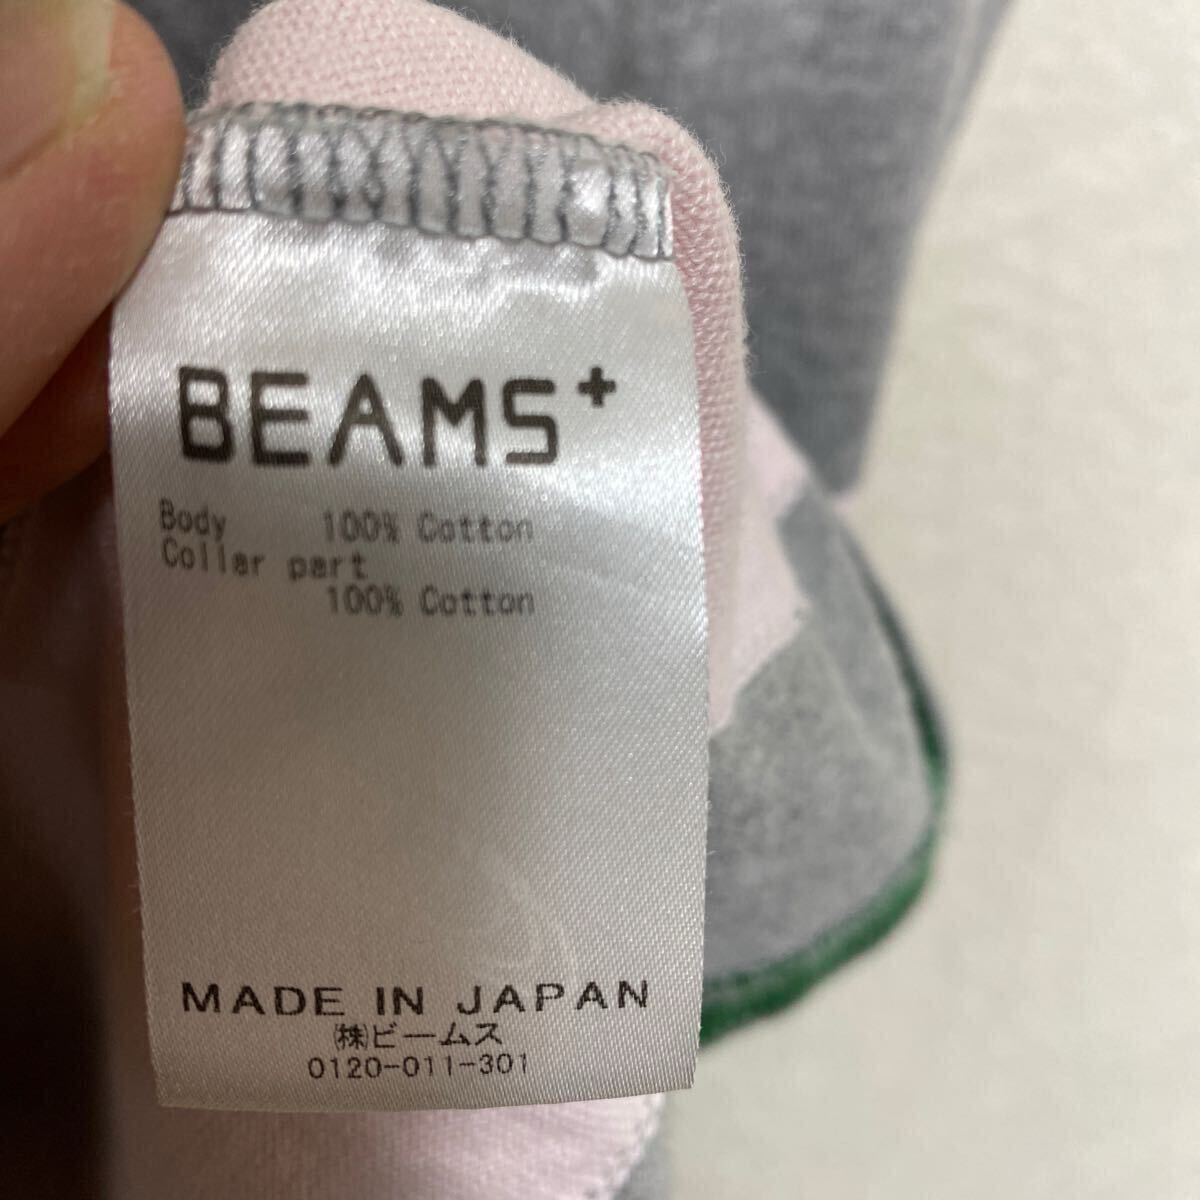 BEAMS+
Body 100% Cotton
Collar part
100% Cotton
MADE IN JAPAN
㈱ビームス
0120-011-301